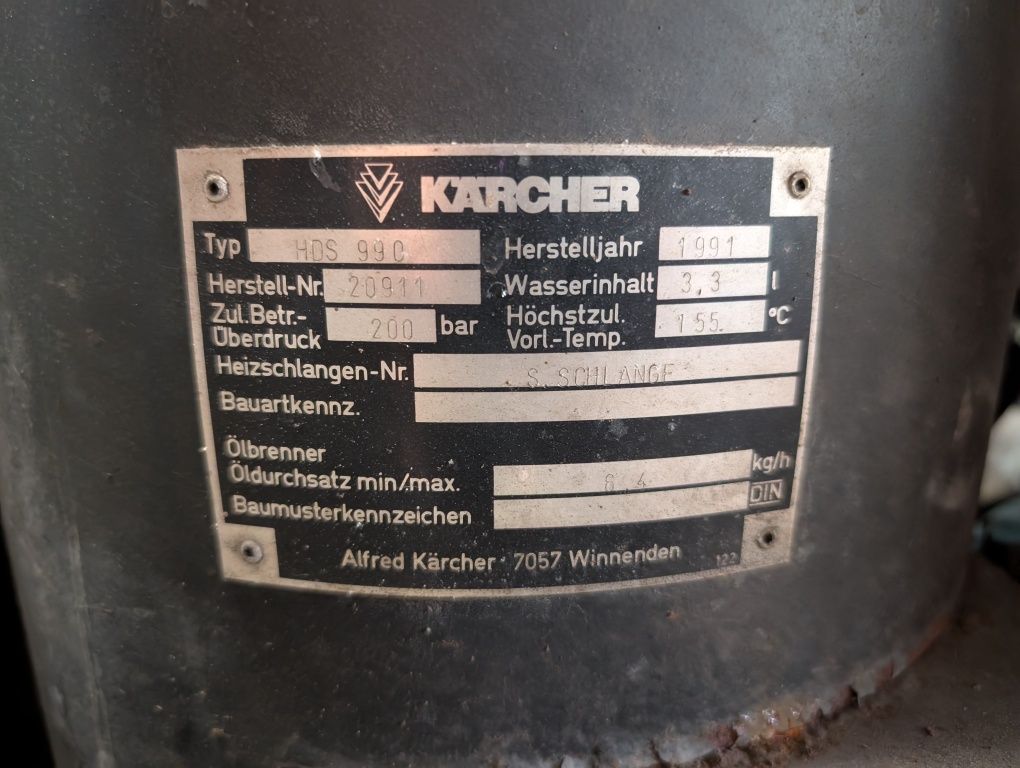 KÄRCHER
Typ HDS 990 Herstelljahr 1991
Herstell-Nr. 20911 Wasserinhalt 3,3 l
Zul.Betr.- Überdruck 200 bar Höchstzul. Vorl.-Temp. 155 °C
Heizschlangen-Nr. S.SCHLANGE
Bauartkennz.
Ölbrenner
Öldurchsatz min/max. 6,4 kg/h
Baumusterkennzeichen DIN
Alfred Kärcher · 7057 Winnenden 122